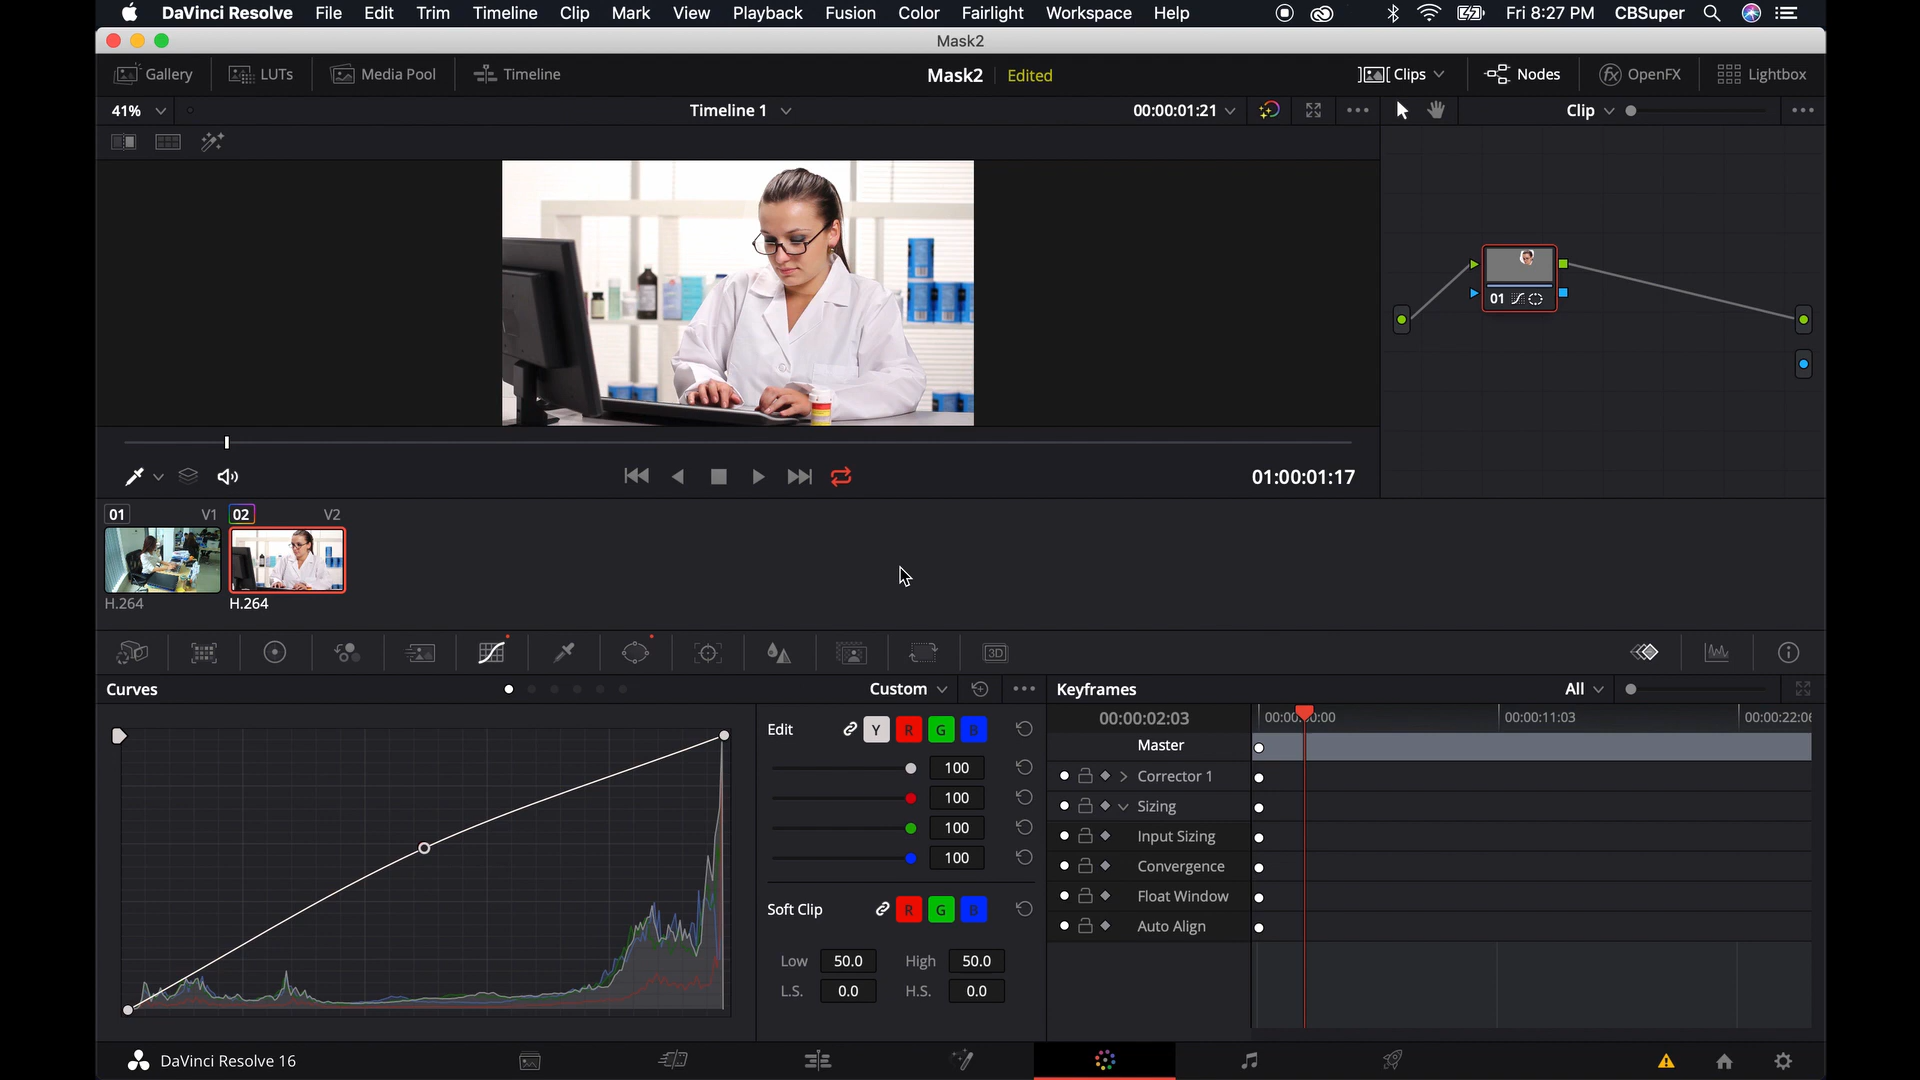 DaVinci Resolve File Edit Trim Timeline Clip Mark View Playback Fusion Color Fairlight Workspace Help Fri 8:27 PM CBSuper
Mask2
Gallery LUTs Media Pool Timeline Mask2 Edited Clips Nodes OpenFX Lightbox
41% Timeline 1 00:00:01:21 Clip
01
01:00:01:17
01 V1 02 V2
H.264 H.264
3D
Curves Custom Keyframes All
Edit Y R G B
100
100
100
100
Soft Clip R G B
Low 50.0 High 50.0
L.S. 0.0 H.S. 0.0
00:00:02:03 00:00:00:00 00:00:11:03
Master
Corrector 1
Sizing
Input Sizing
Convergence
Float Window
Auto Align
DaVinci Resolve 16